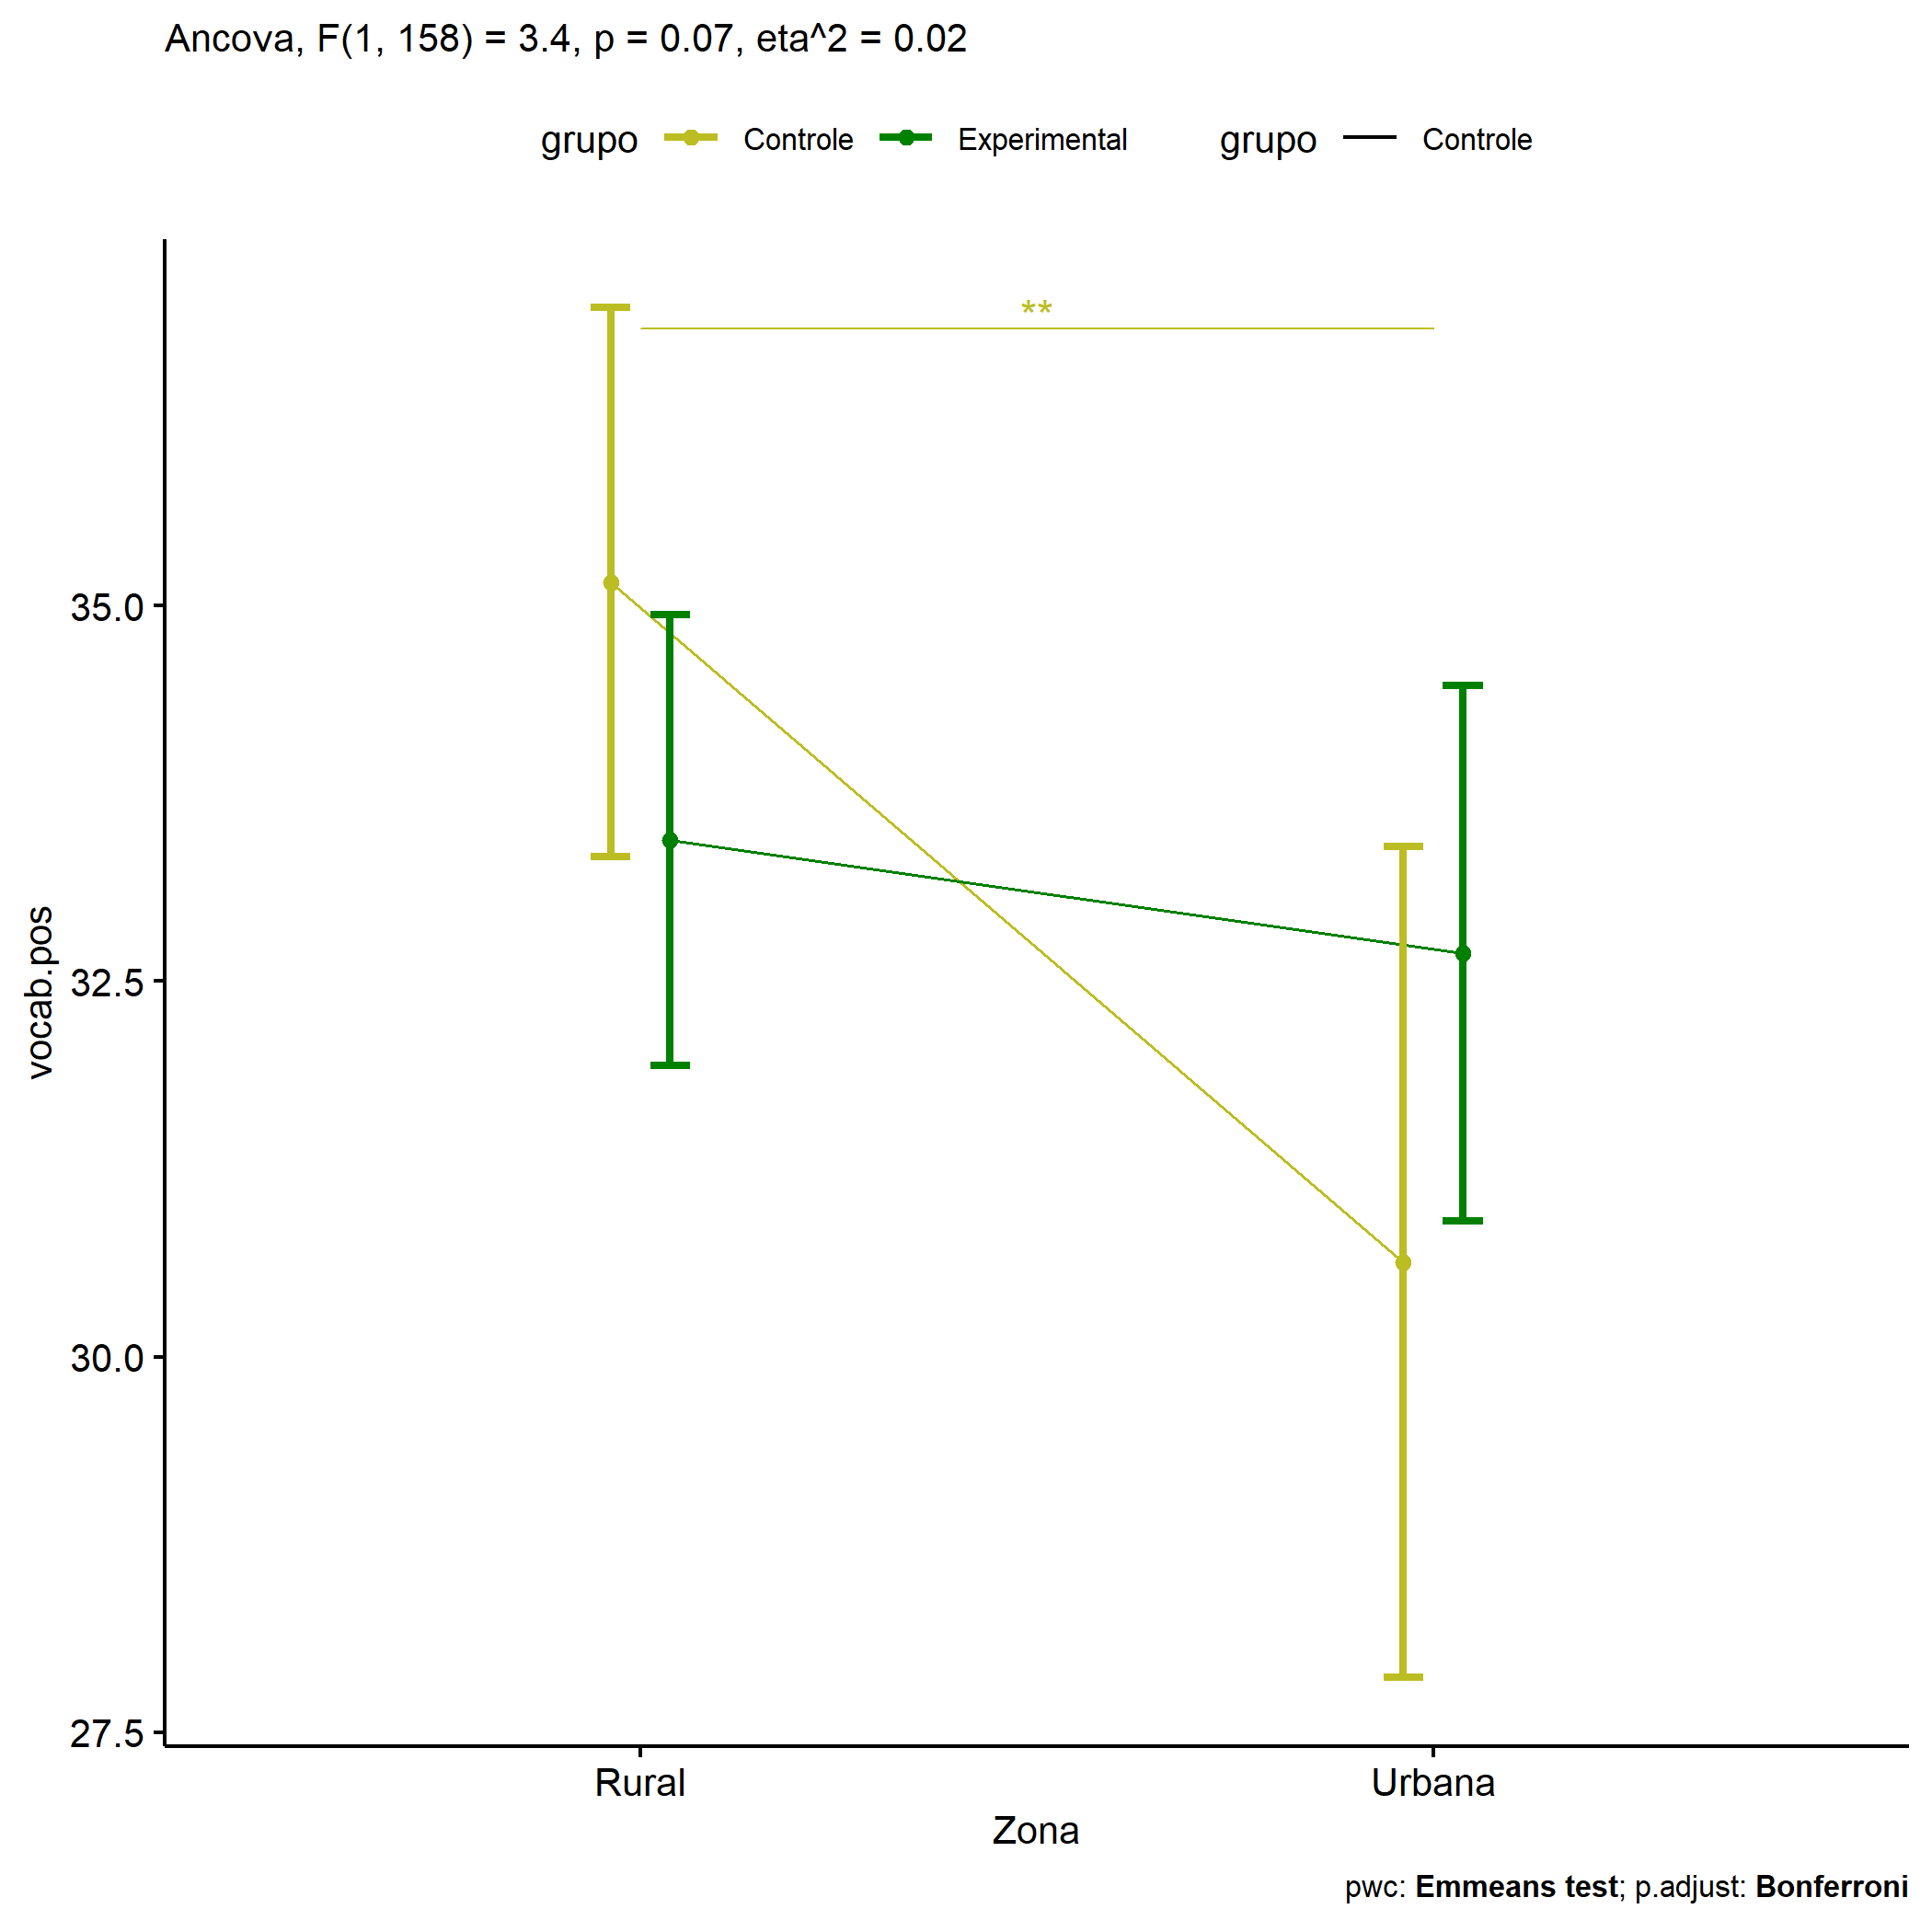 Ancova, F(1, 158) = 3.4, p = 0.07, eta^2 = 0.02
grupo Controle Experimental grupo Controle
**
35.0
32.5
30.0
27.5
vocab.pos
Rural Urbana
Zona
pwc: Emmeans test; p.adjust: Bonferroni